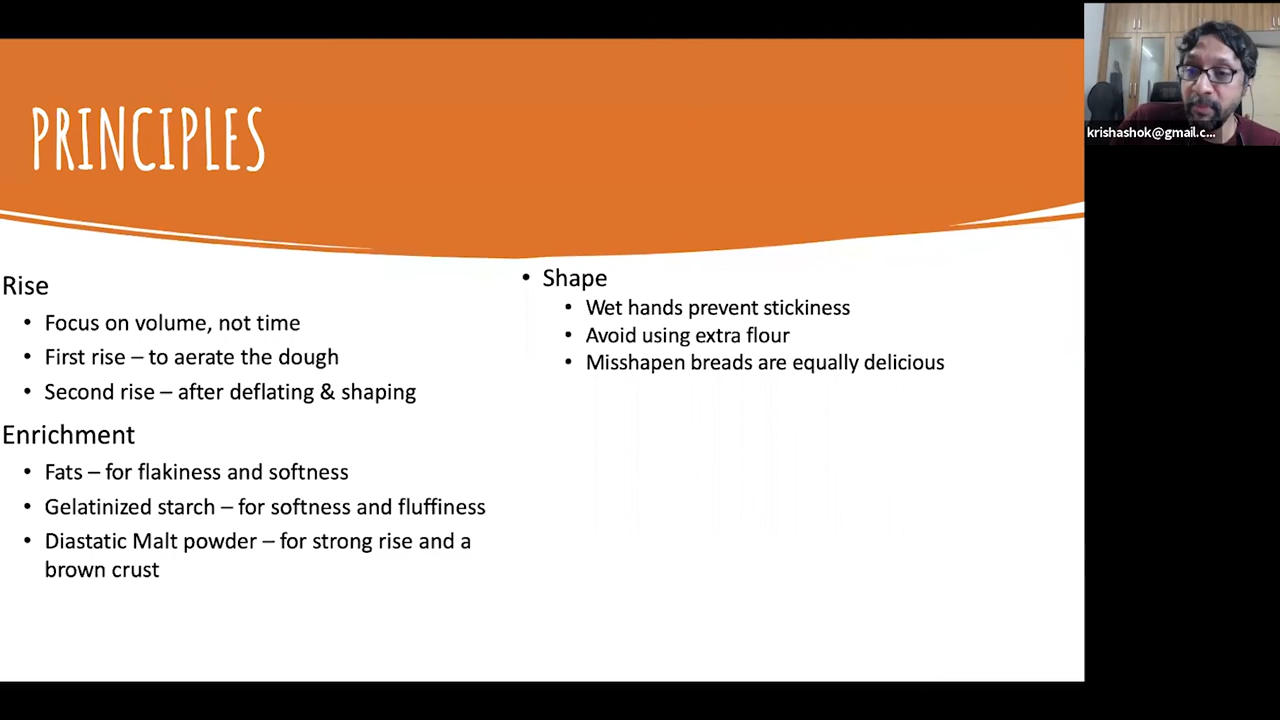 PRINCIPLES
Rise
• Focus on volume, not time
• First rise – to aerate the dough
• Second rise – after deflating & shaping
Enrichment
• Fats – for flakiness and softness
• Gelatinized starch – for softness and fluffiness
• Diastatic Malt powder – for strong rise and a
brown crust
• Shape
• Wet hands prevent stickiness
• Avoid using extra flour
• Misshapen breads are equally delicious
krishashok@gmail.c...